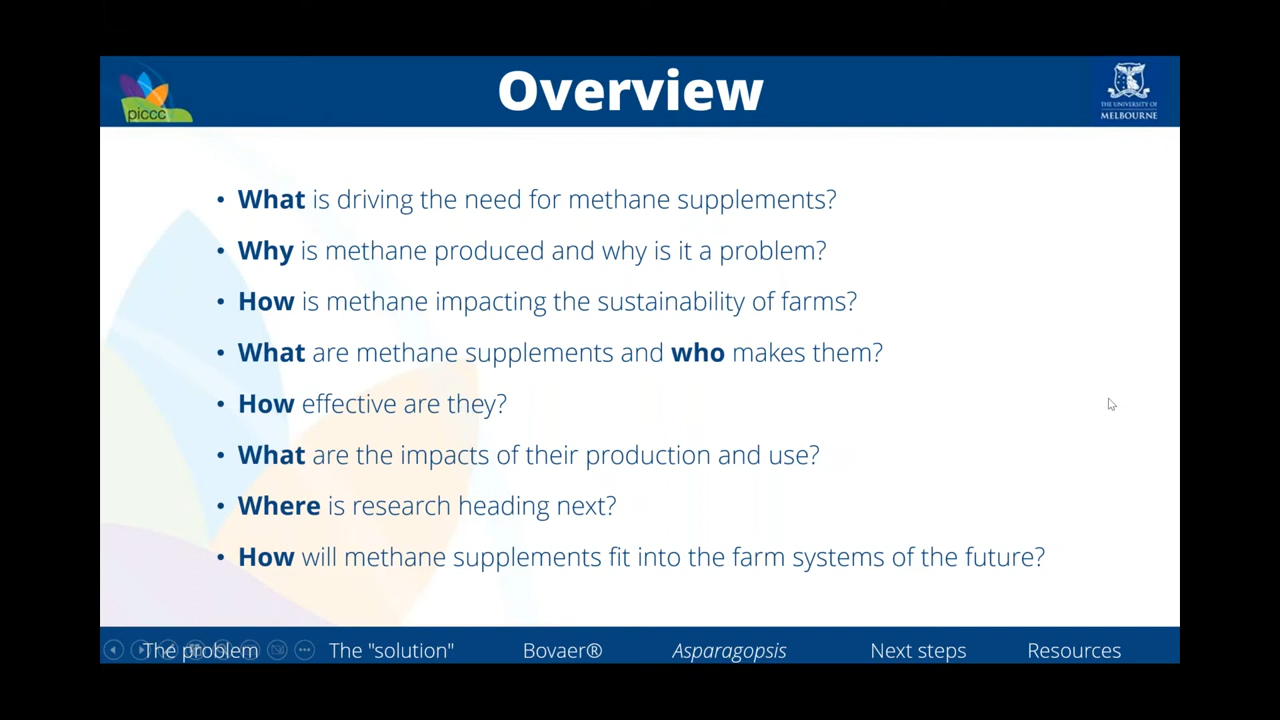 Overview
piccc
THE UNIVERSITY OF
MELBOURNE
• What is driving the need for methane supplements?
• Why is methane produced and why is it a problem?
• How is methane impacting the sustainability of farms?
• What are methane supplements and who makes them?
• How effective are they?
• What are the impacts of their production and use?
• Where is research heading next?
• How will methane supplements fit into the farm systems of the future?
The problem
The "solution"
Bovaer®
Asparagopsis
Next steps
Resources